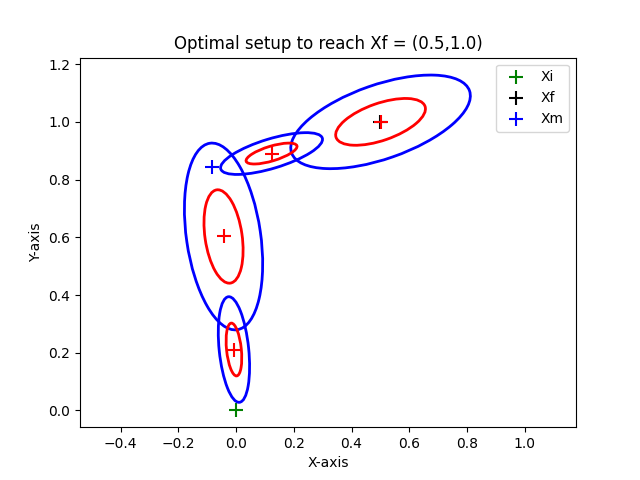 Optimal setup to reach Xf = (0.5,1.0)
Xi
Xf
Xm
1.2
1.0
0.8
0.6
0.4
0.2
0.0
Y-axis
−0.4 −0.2 0.0 0.2 0.4 0.6 0.8 1.0
X-axis